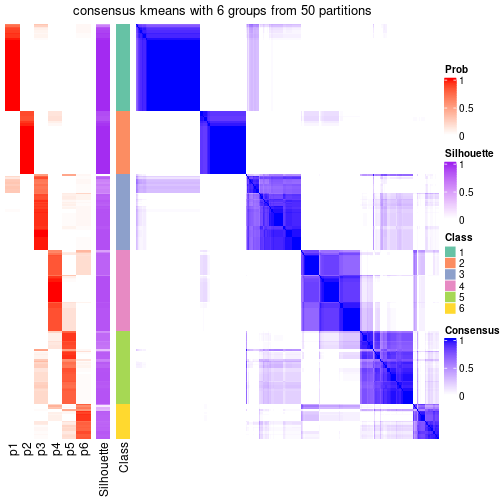 consensus kmeans with 6 groups from 50 partitions
Prob
1
0.5
0
Silhouette
1
0.5
0
Class
1
2
3
4
5
6
Consensus
1
0.5
0
p1
p2
p3
p4
p5
p6
Silhouette
Class